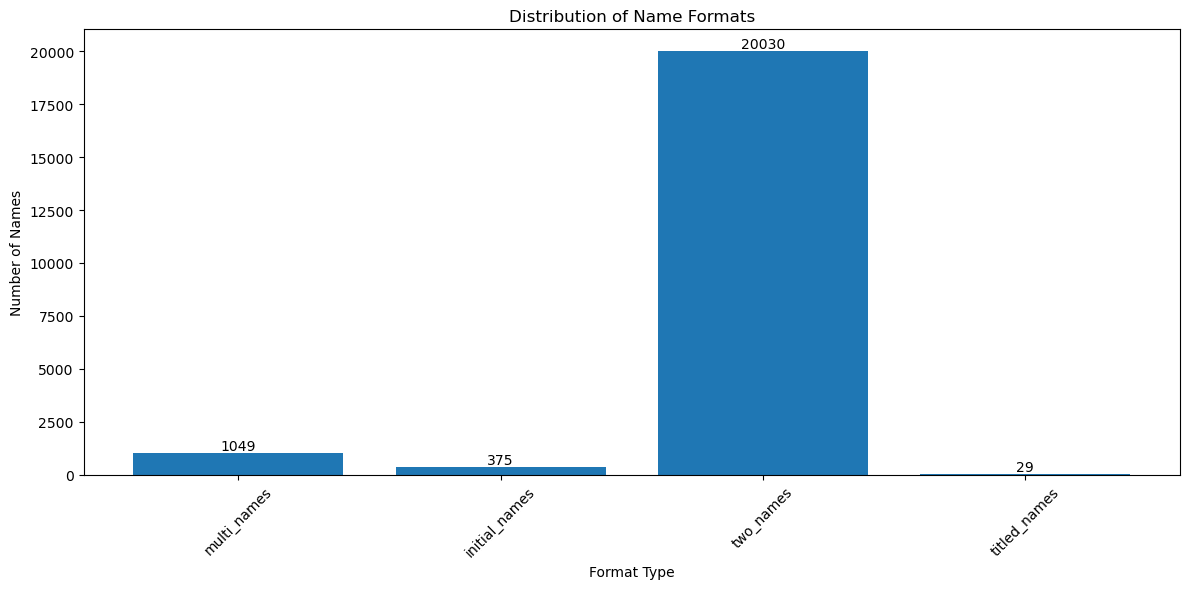 Distribution of Name Formats
Number of Names
20000
17500
15000
12500
10000
7500
5000
2500
0
1049
375
20030
29
multi_names
initial_names
two_names
titled_names
Format Type